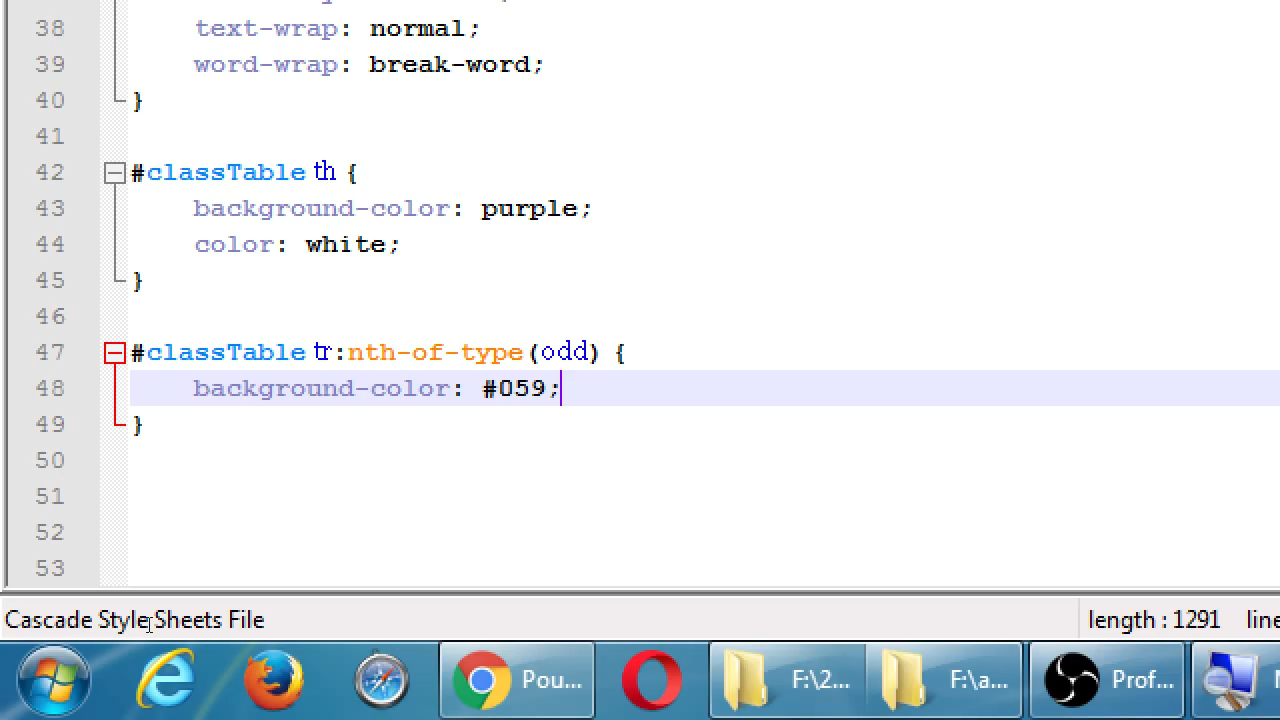 38 text-wrap: normal;
39 word-wrap: break-word;
40 }
41
42 #classTable th {
43 background-color: purple;
44 color: white;
45 }
46
47 #classTable tr:nth-of-type(odd) {
48 background-color: #059;
49 }
50
51
52
53
Cascade Style Sheets File length : 1291 line
Pou... F:\2... F:\a... Prof...